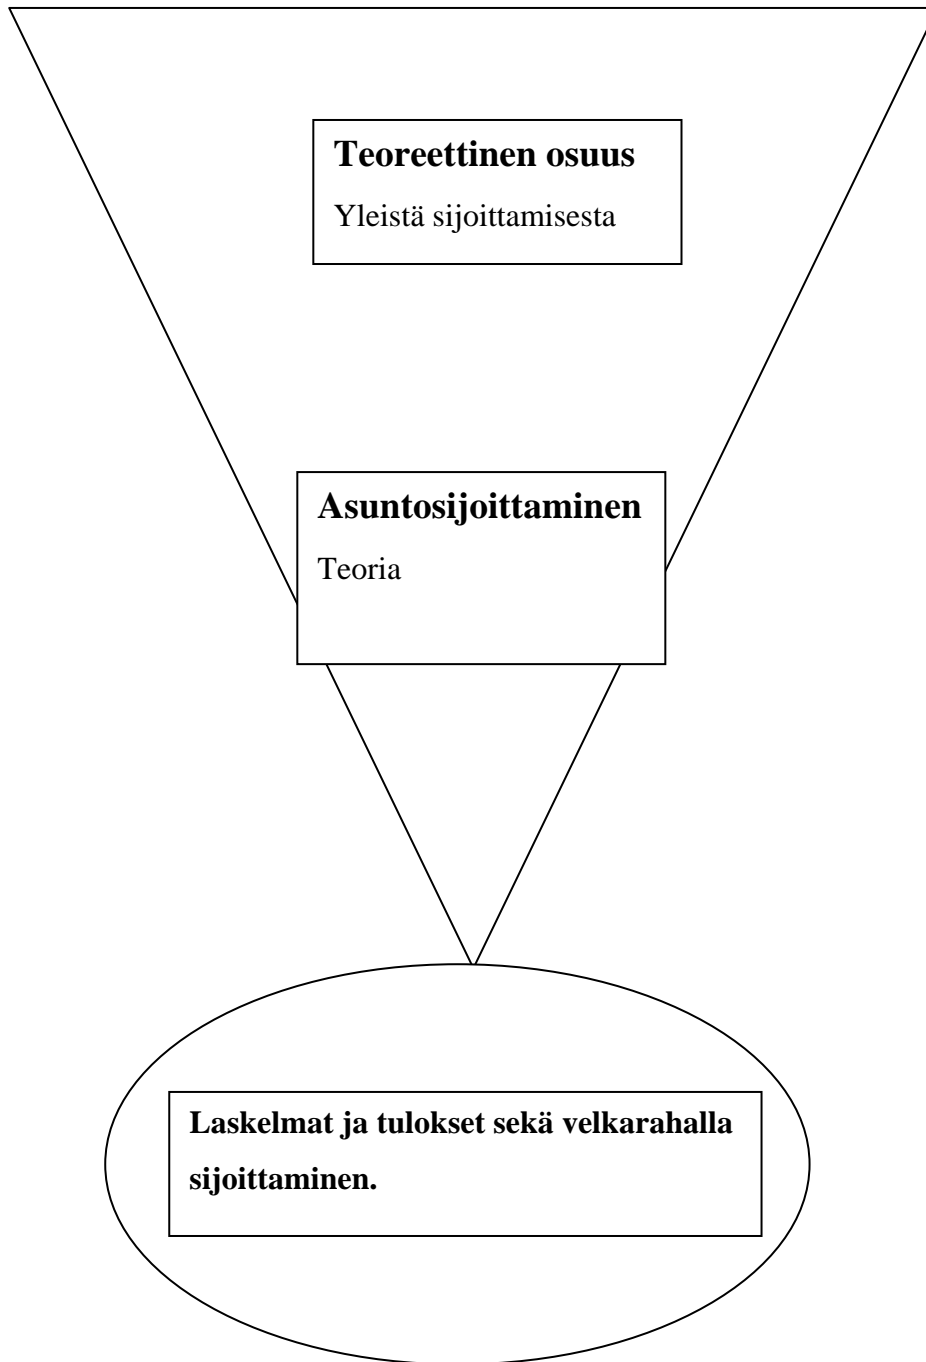 Teoreettinen osuus
Yleistä sijoittamisesta
Asuntosijoittaminen
Teoria
Laskelmat ja tulokset sekä velkarahalla
sijoittaminen.